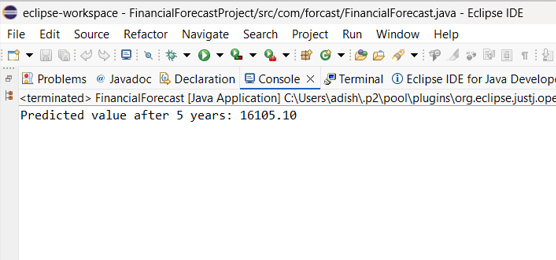 eclipse-workspace - FinancialForecastProject/src/com/forcast/FinancialForecast.java - Eclipse IDE
File Edit Source Refactor Navigate Search Project Run Window Help
Problems @ Javadoc Declaration Console × Terminal Eclipse IDE for Java Develope
<terminated> FinancialForecast [Java Application] C:\Users\adish\.p2\pool\plugins\org.eclipse.justj.ope
Predicted value after 5 years: 16105.10